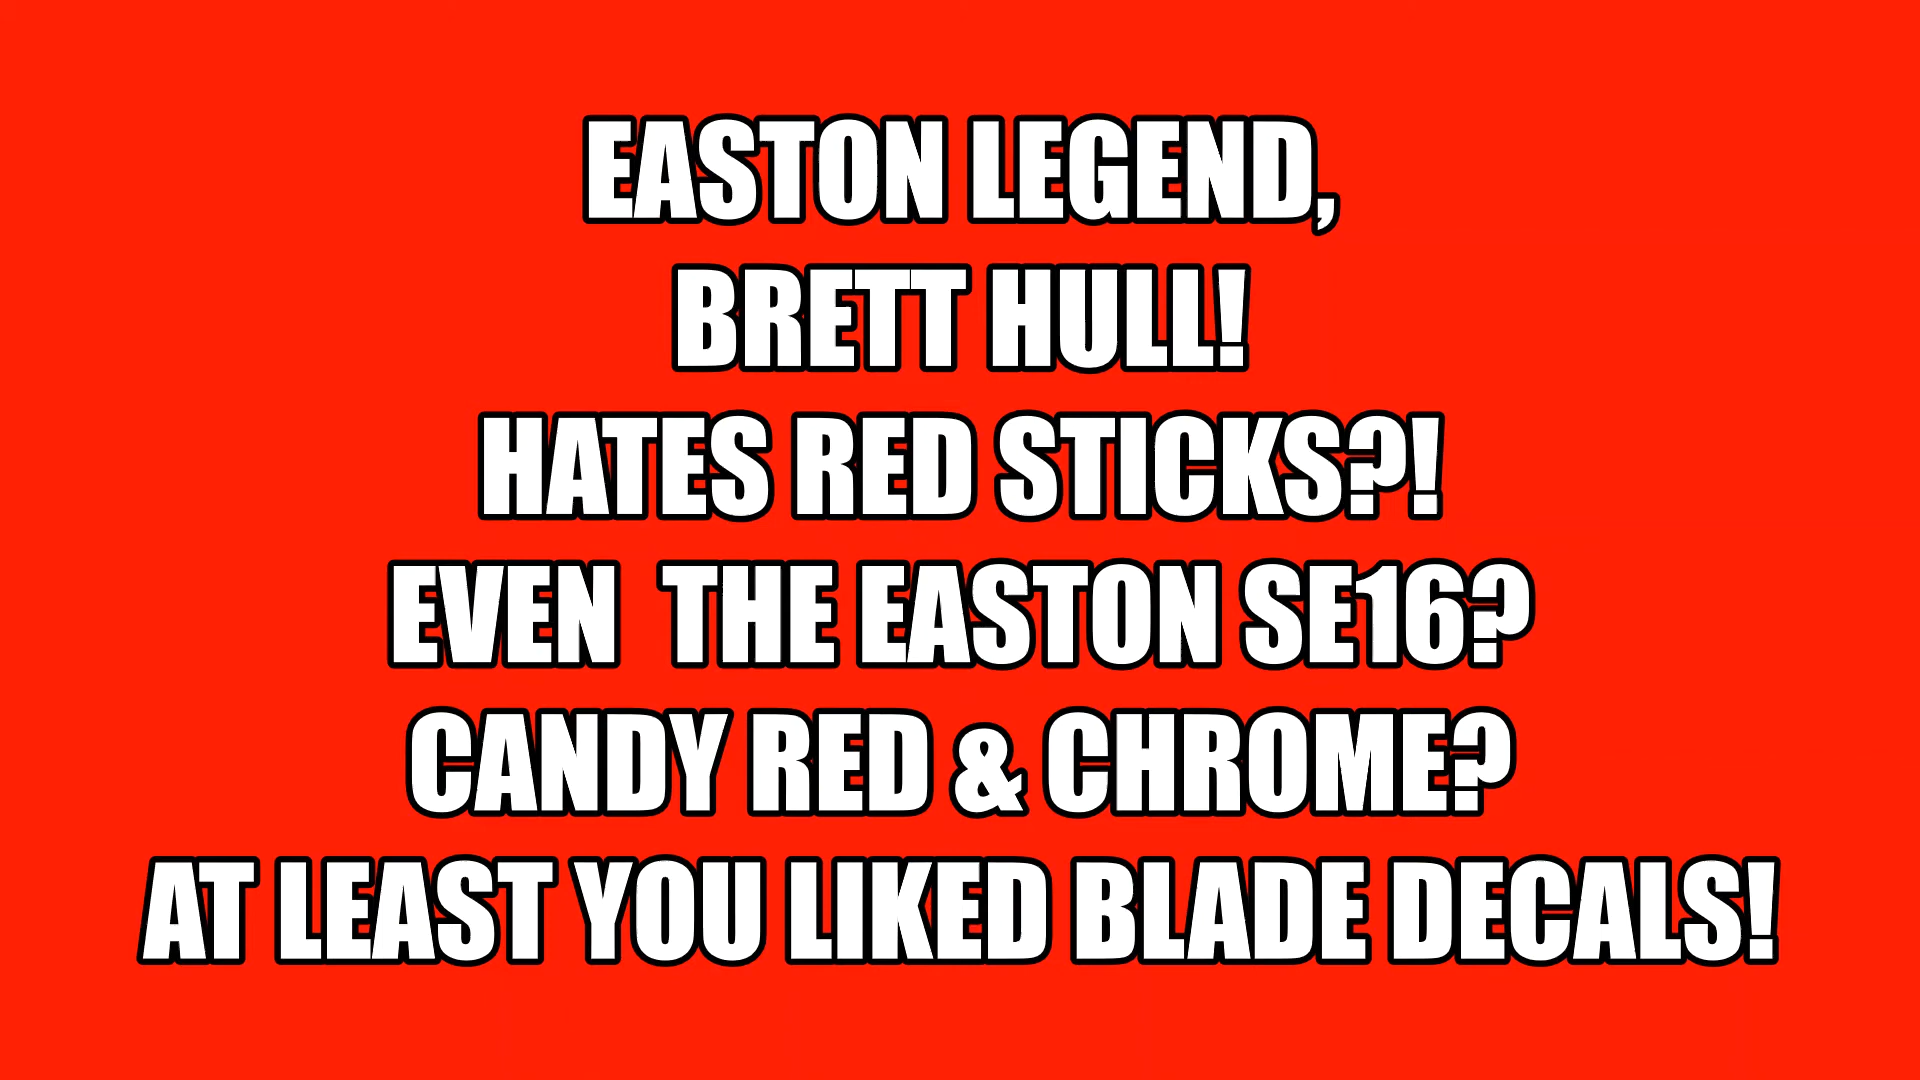 EASTON LEGEND,
BRETT HULL!
HATES RED STICKS?!
EVEN  THE EASTON SE16?
CANDY RED & CHROME?
AT LEAST YOU LIKED BLADE DECALS!